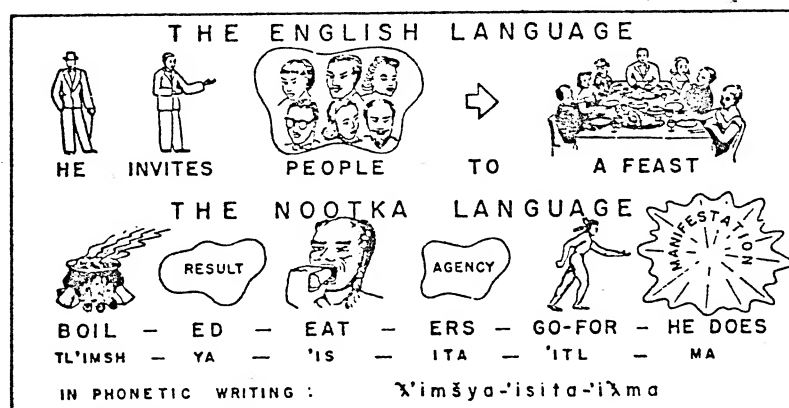 THE ENGLISH LANGUAGE
HE INVITES PEOPLE TO A FEAST
THE NOOTKA LANGUAGE
RESULT AGENCY MANIFESTATION
BOIL – ED – EAT – ERS – GO-FOR – HE DOES
TL'IMSH – YA – 'IS – ITA – 'ITL – MA
IN PHONETIC WRITING : ƛ̓imšya-'isita-'iƛma